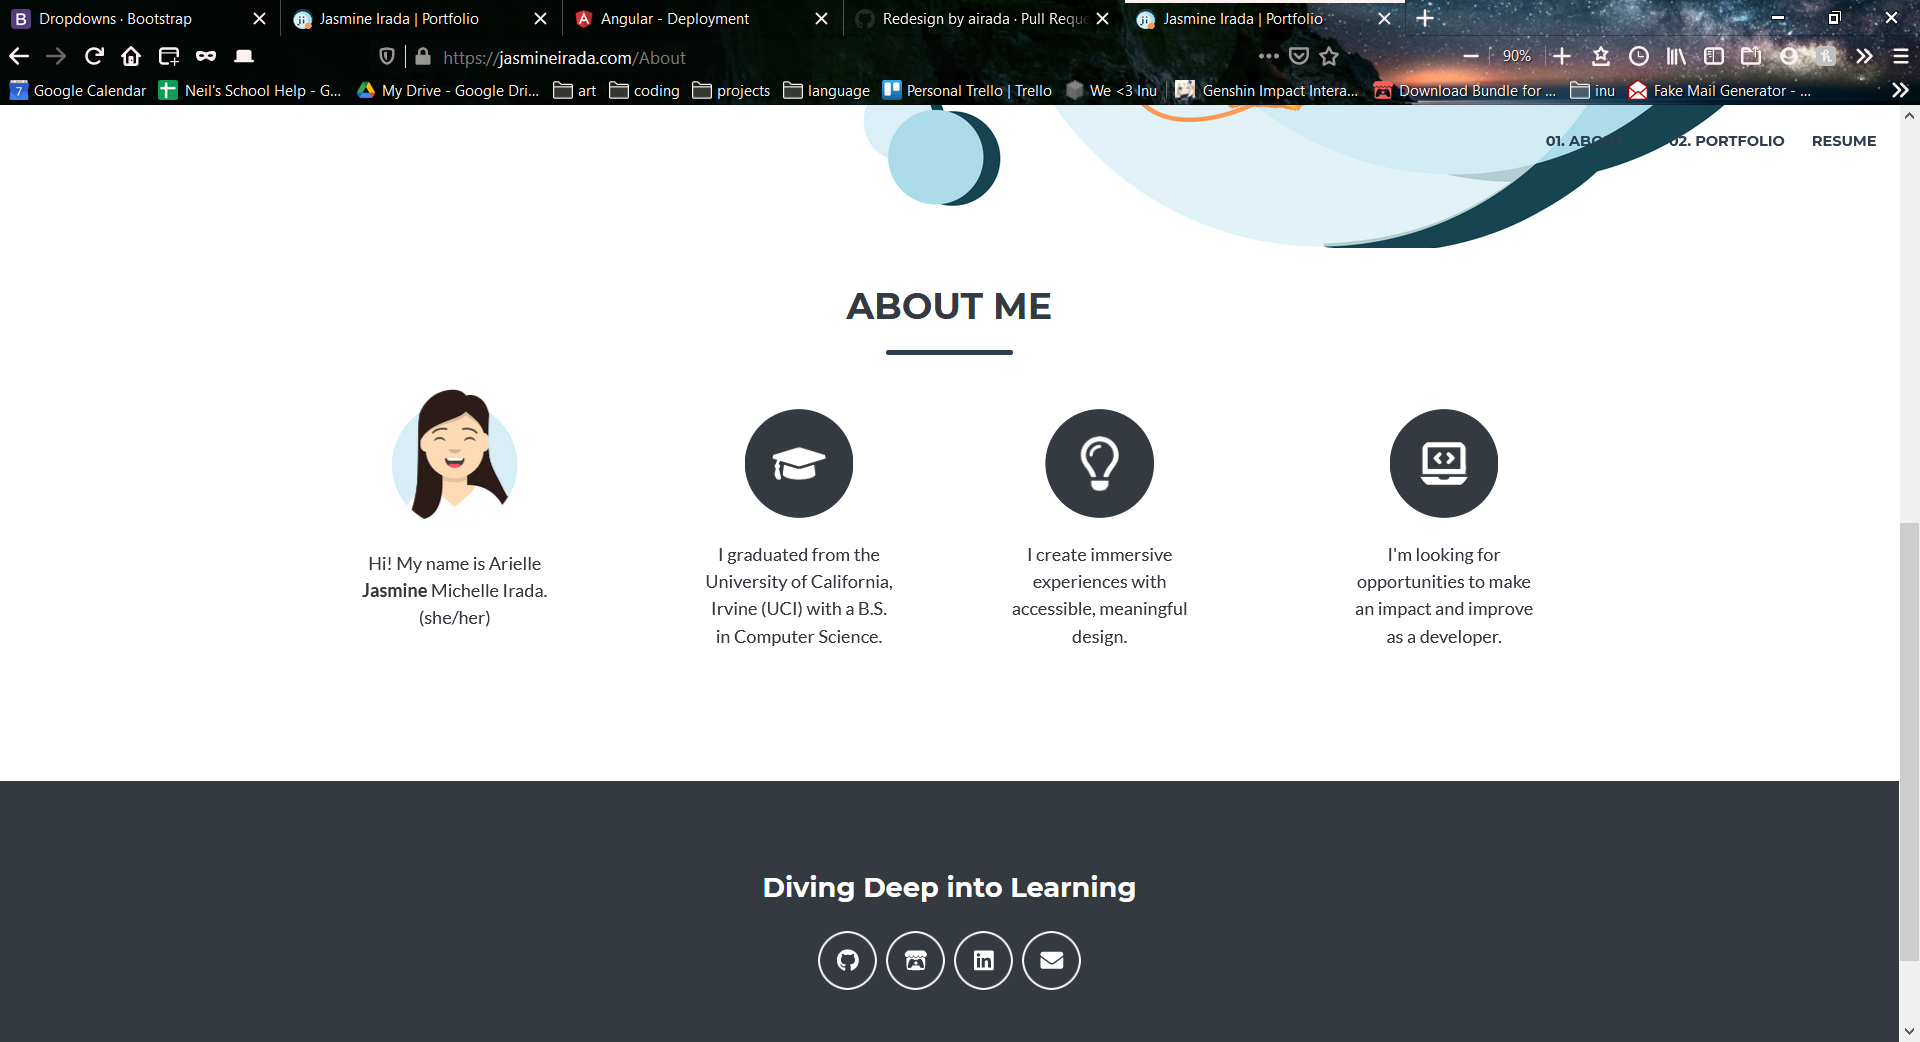 Dropdowns · Bootstrap
Jasmine Irada | Portfolio
Angular - Deployment
Redesign by airada · Pull Reque
Jasmine Irada | Portfolio
https://jasmineirada.com/About
90%
Google Calendar
Neil's School Help - G...
My Drive - Google Dri...
art
coding
projects
language
Personal Trello | Trello
We <3 Inu
Genshin Impact Intera...
Download Bundle for ...
inu
Fake Mail Generator - ...
01. ABOUT
02. PORTFOLIO
RESUME
ABOUT ME
Hi! My name is Arielle
Jasmine Michelle Irada.
(she/her)
I graduated from the
University of California,
Irvine (UCI) with a B.S.
in Computer Science.
I create immersive
experiences with
accessible, meaningful
design.
I'm looking for
opportunities to make
an impact and improve
as a developer.
Diving Deep into Learning